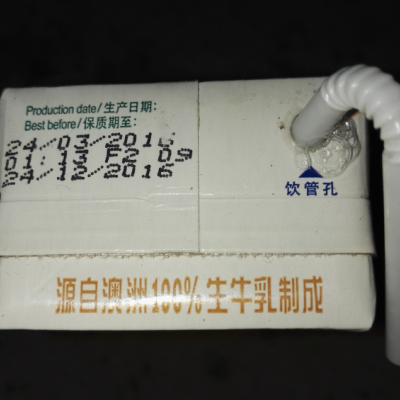 Production date/生产日期:
Best before/保质期至:
24/03/2016
01:13 F2 09
24/12/2016
饮管孔
源自澳洲100%生牛乳制成